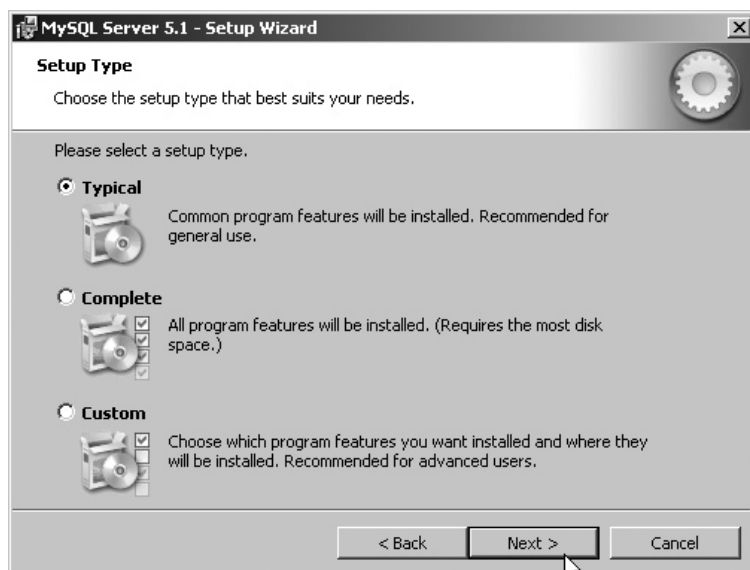 MySQL Server 5.1 - Setup Wizard
Setup Type
Choose the setup type that best suits your needs.
Please select a setup type.
Typical
Common program features will be installed. Recommended for
general use.
Complete
All program features will be installed. (Requires the most disk
space.)
Custom
Choose which program features you want installed and where they
will be installed. Recommended for advanced users.
< Back
Next >
Cancel